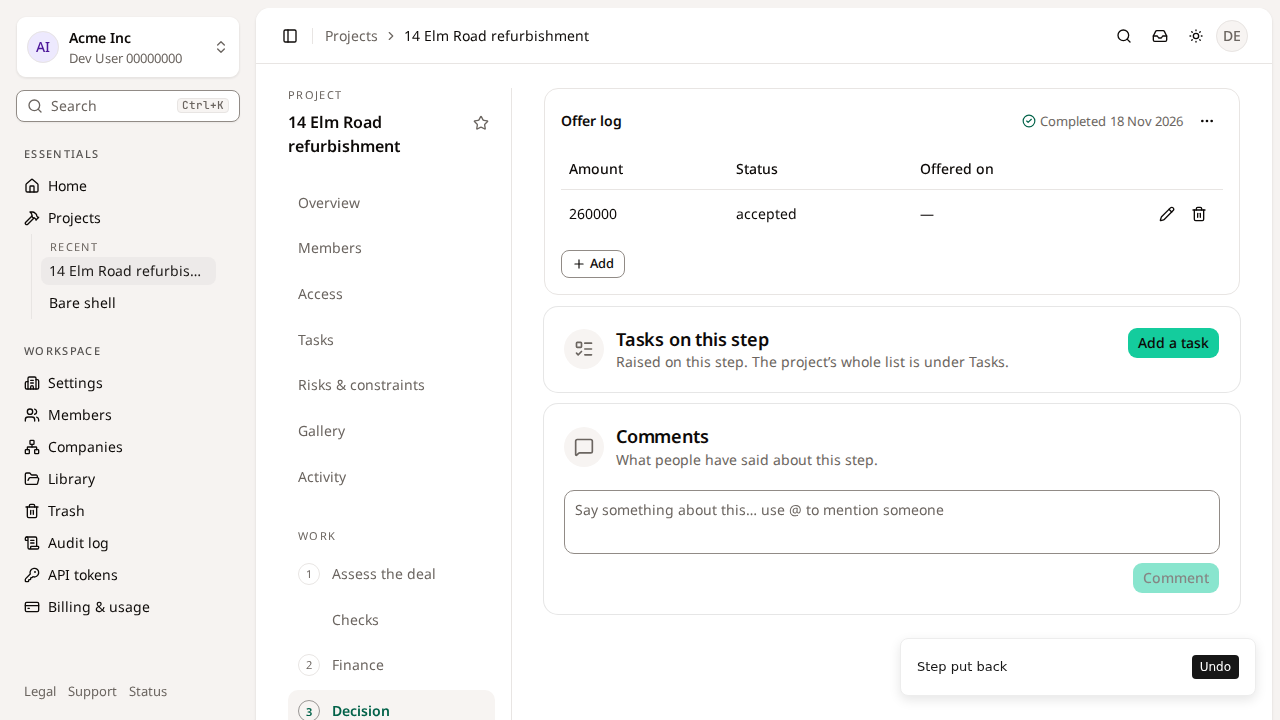 AI
Acme Inc
Dev User 00000000
Search
Ctrl+K
ESSENTIALS
Home
Projects
RECENT
14 Elm Road refurbis...
Bare shell
WORKSPACE
Settings
Members
Companies
Library
Trash
Audit log
API tokens
Billing & usage
Legal Support Status
Projects > 14 Elm Road refurbishment
DE
PROJECT
14 Elm Road
refurbishment
Overview
Members
Access
Tasks
Risks & constraints
Gallery
Activity
WORK
1 Assess the deal
Checks
2 Finance
3 Decision
Offer log
Completed 18 Nov 2026
Amount Status Offered on
260000 accepted —
+ Add
Tasks on this step
Raised on this step. The project’s whole list is under Tasks.
Add a task
Comments
What people have said about this step.
Say something about this... use @ to mention someone
Comment
Step put back
Undo